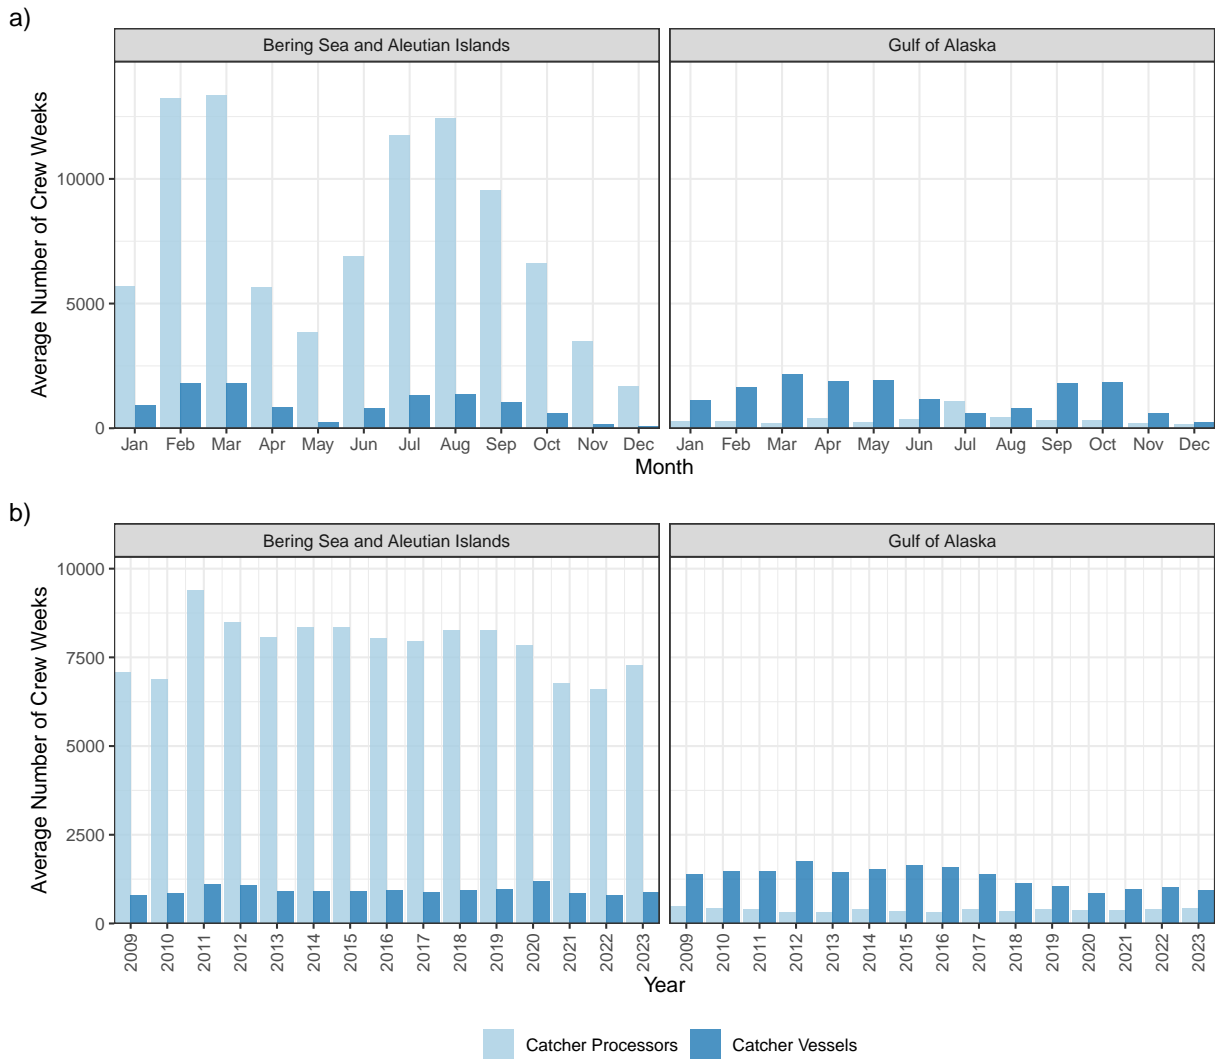 a)
Bering Sea and Aleutian Islands
Gulf of Alaska
Average Number of Crew Weeks
10000
5000
0
Jan Feb Mar Apr May Jun Jul Aug Sep Oct Nov Dec
Jan Feb Mar Apr May Jun Jul Aug Sep Oct Nov Dec
Month
b)
Bering Sea and Aleutian Islands
Gulf of Alaska
Average Number of Crew Weeks
10000
7500
5000
2500
0
2009 2010 2011 2012 2013 2014 2015 2016 2017 2018 2019 2020 2021 2022 2023
2009 2010 2011 2012 2013 2014 2015 2016 2017 2018 2019 2020 2021 2022 2023
Year
Catcher Processors
Catcher Vessels